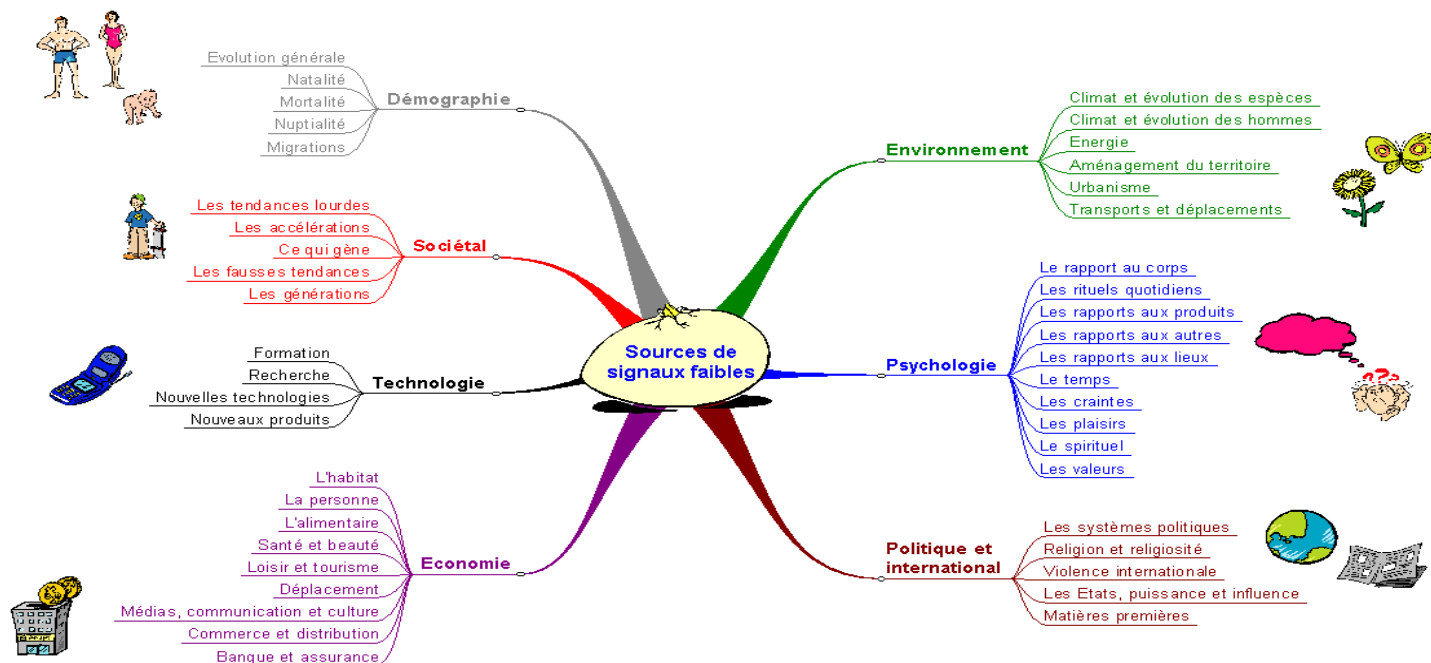 Sources de
signaux faibles
Démographie
Evolution générale
Natalité
Mortalité
Nuptialité
Migrations
Sociétal
Les tendances lourdes
Les accélérations
Ce qui gène
Les fausses tendances
Les générations
Technologie
Formation
Recherche
Nouvelles technologies
Nouveaux produits
Economie
L'habitat
La personne
L'alimentaire
Santé et beauté
Loisir et tourisme
Déplacement
Médias, communication et culture
Commerce et distribution
Banque et assurance
Environnement
Climat et évolution des espèces
Climat et évolution des hommes
Energie
Aménagement du territoire
Urbanisme
Transports et déplacements
Psychologie
Le rapport au corps
Les rituels quotidiens
Les rapports aux produits
Les rapports aux autres
Les rapports aux lieux
Le temps
Les craintes
Les plaisirs
Le spirituel
Les valeurs
???
Politique et
international
Les systèmes politiques
Religion et religiosité
Violence internationale
Les Etats, puissance et influence
Matières premières